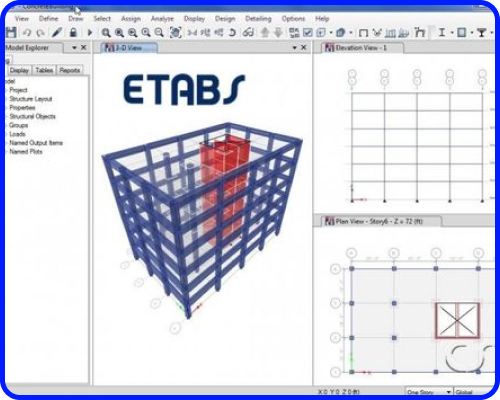 View Define Draw Select Assign Analyze Display Design Detailing Options Help
Model Explorer
Display Tables Reports
Project
Structure Layout
Properties
Structural Objects
Groups
Loads
Named Output Items
Named Plots
3-D View
ETABS
Elevation View - 1
Plan View - Story6 - Z = 72 (ft)
X:0 Y:0 Z:0 (ft)
One Story
Global